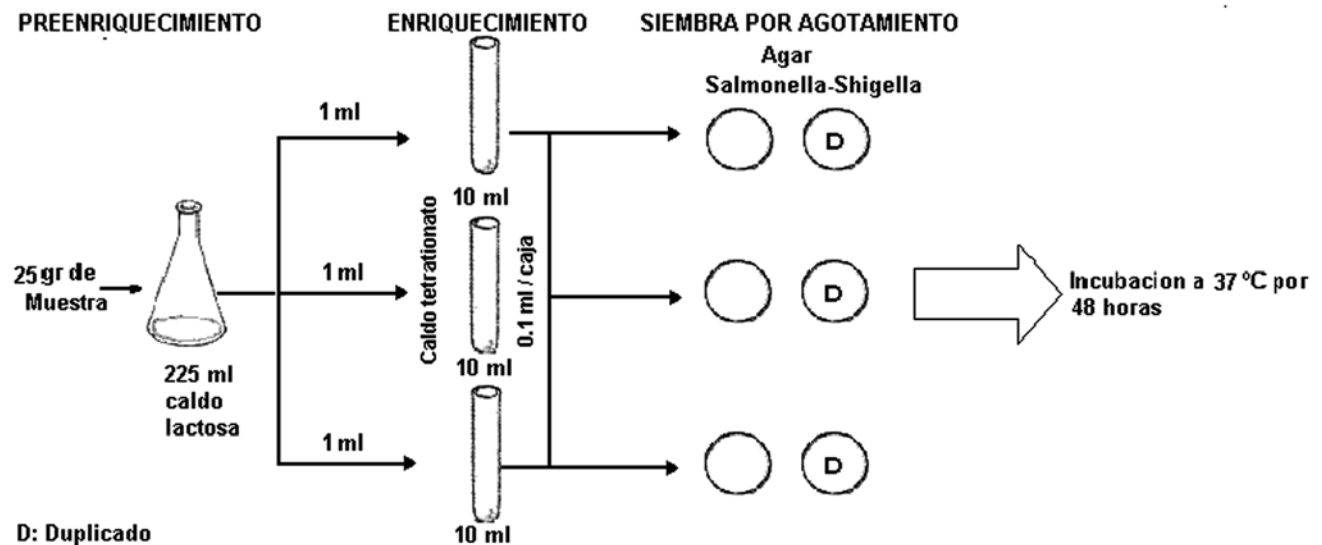 PREENRIQUECIMIENTO
ENRIQUECIMIENTO
SIEMBRA POR AGOTAMIENTO
Agar
Salmonella-Shigella
1 ml
10 ml
D
25 gr de
Muestra
225 ml
caldo
lactosa
1 ml
Caldo tetrationato
10 ml
0.1 ml / caja
D
Incubacion a 37 ºC por
48 horas
1 ml
10 ml
D
D: Duplicado